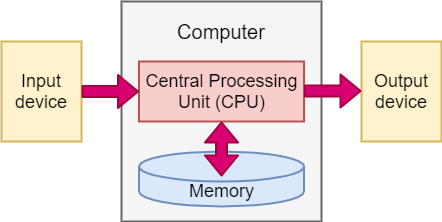 Computer
Input
device
Central Processing
Unit (CPU)
Output
device
Memory